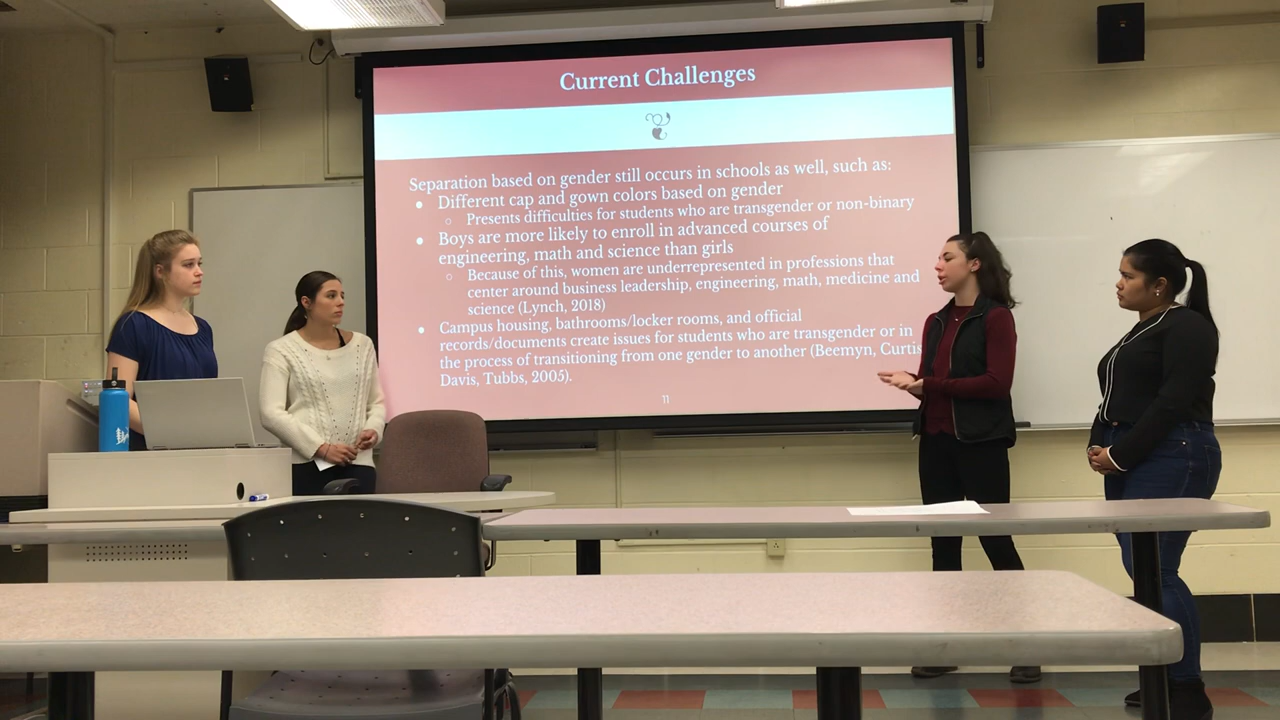 Current Challenges
Separation based on gender still occurs in schools as well, such as:
● Different cap and gown colors based on gender
○ Presents difficulties for students who are transgender or non-binary
● Boys are more likely to enroll in advanced courses of
engineering, math and science than girls
○ Because of this, women are underrepresented in professions that
center around business leadership, engineering, math, medicine and
science (Lynch, 2018)
● Campus housing, bathrooms/locker rooms, and official
records/documents create issues for students who are transgender or in
the process of transitioning from one gender to another (Beemyn, Curtis
Davis, Tubbs, 2005).
11